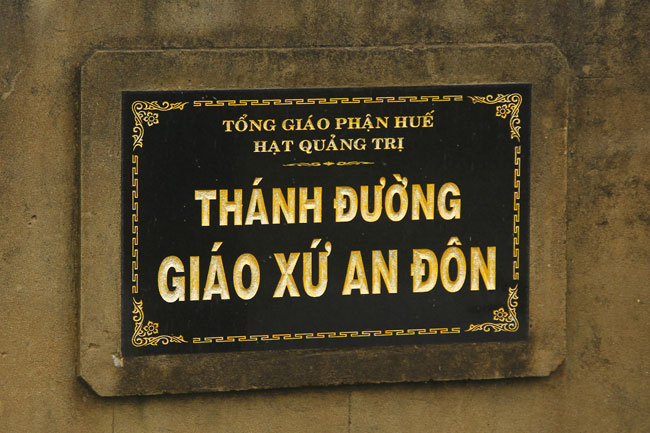 TỔNG GIÁO PHẬN HUẾ
HẠT QUẢNG TRỊ
THÁNH ĐƯỜNG
GIÁO XỨ AN ĐÔN